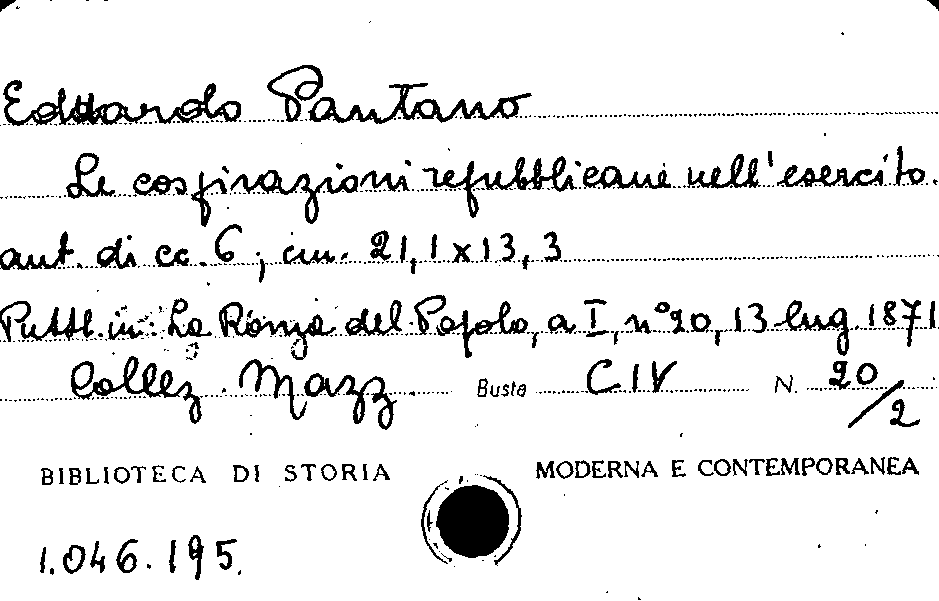 Edoardo Pantano
Le cospirazioni repubblicane nell'esercito.
aut. di cc. 6; cm. 21,1 x 13,3
Pubbl. in: La Roma del Popolo, a I, n° 20, 13 lug. 1871
Collez. Mazz. Busta CIV N. 20/2
BIBLIOTECA DI STORIA MODERNA E CONTEMPORANEA
1.046.195.